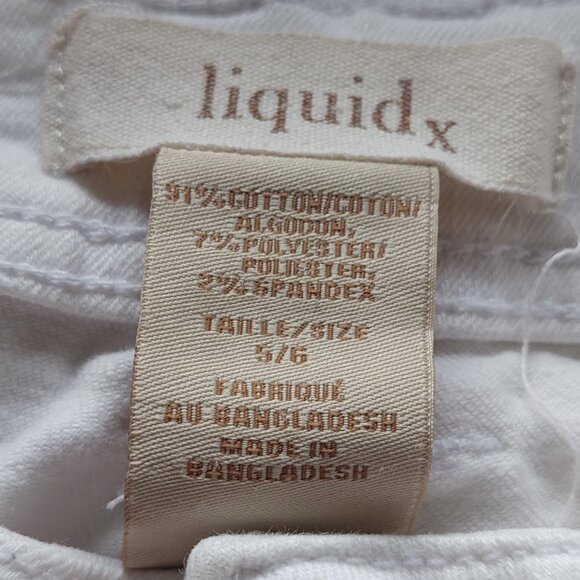 liquid x
91% COTTON/COTON/
ALGODON,
7% POLYESTER/
POLIESTER,
2% SPANDEX
TAILLE/SIZE
5/6
FABRIQUÉ
AU BANGLADESH
MADE IN
BANGLADESH